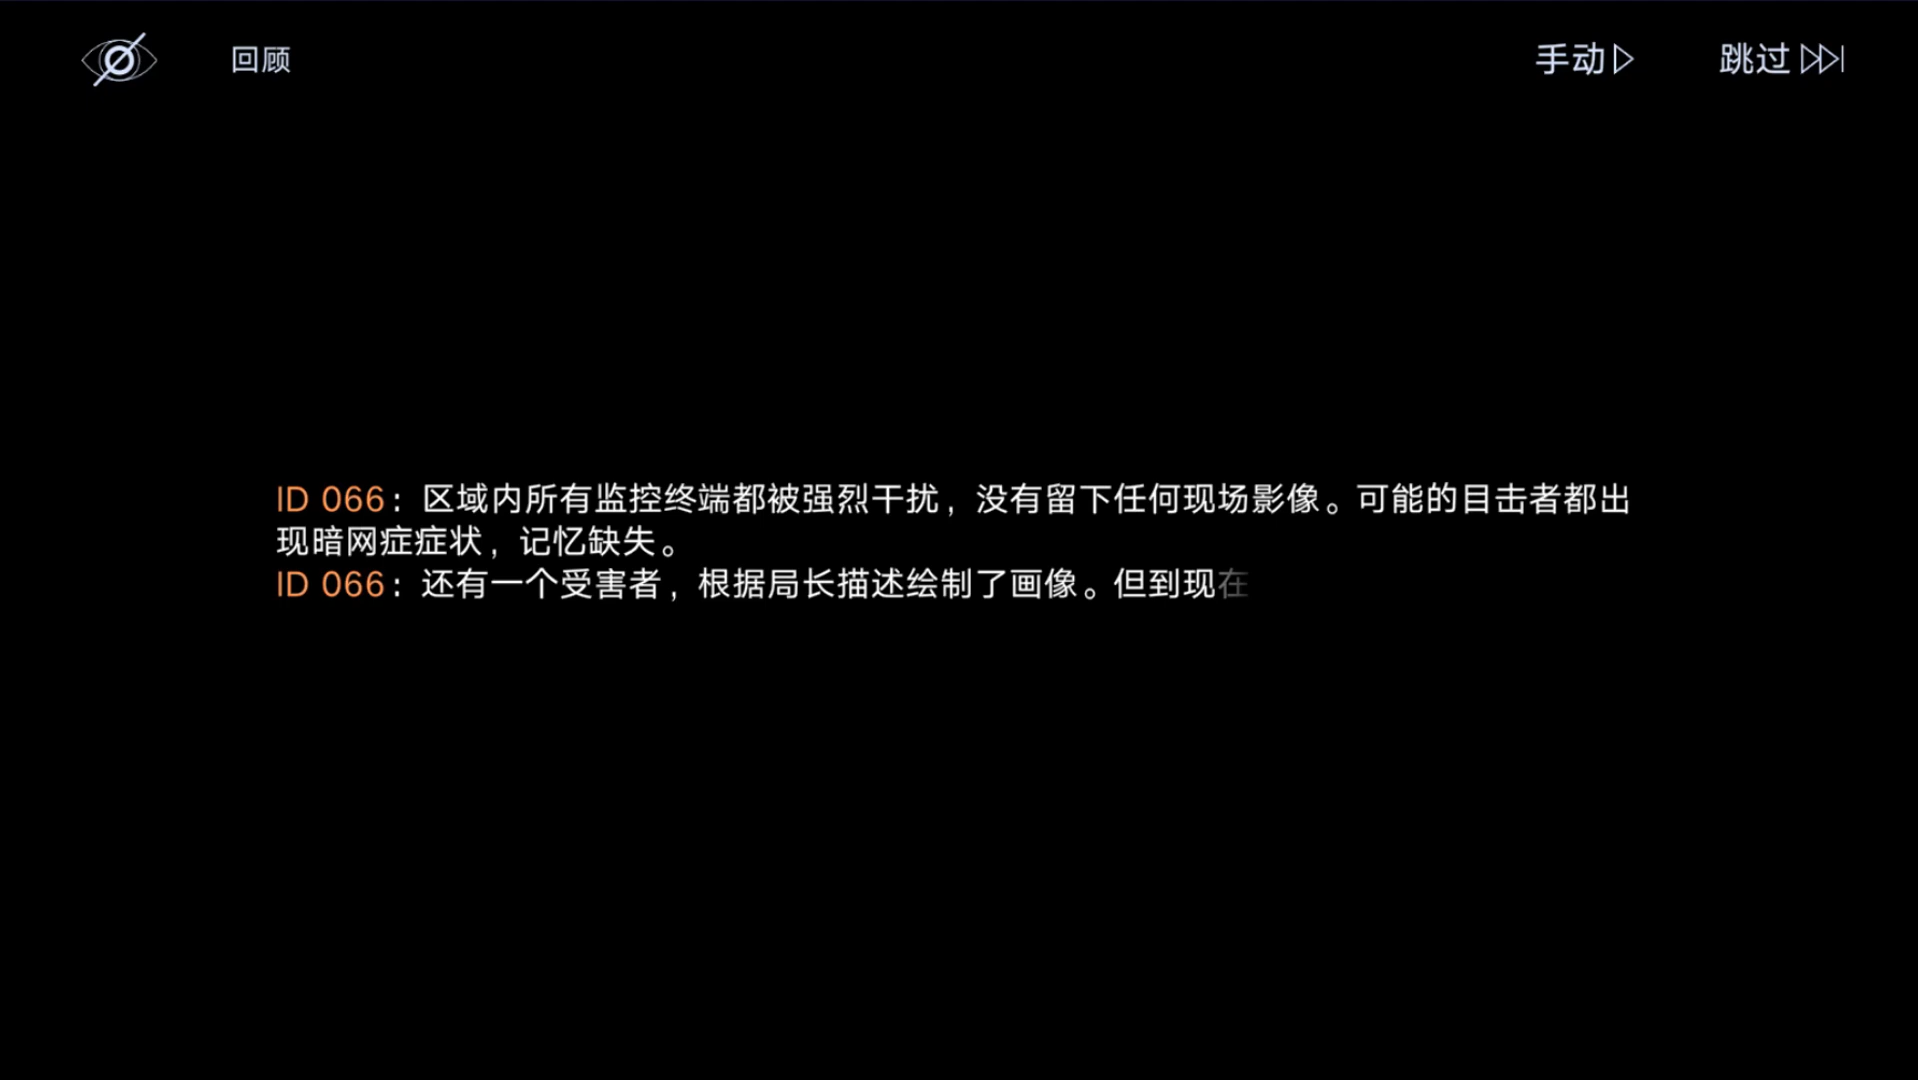 回顾
手动
跳过
ID 066：区域内所有监控终端都被强烈干扰，没有留下任何现场影像。可能的目击者都出
现暗网症症状，记忆缺失。
ID 066：还有一个受害者，根据局长描述绘制了画像。但到现在